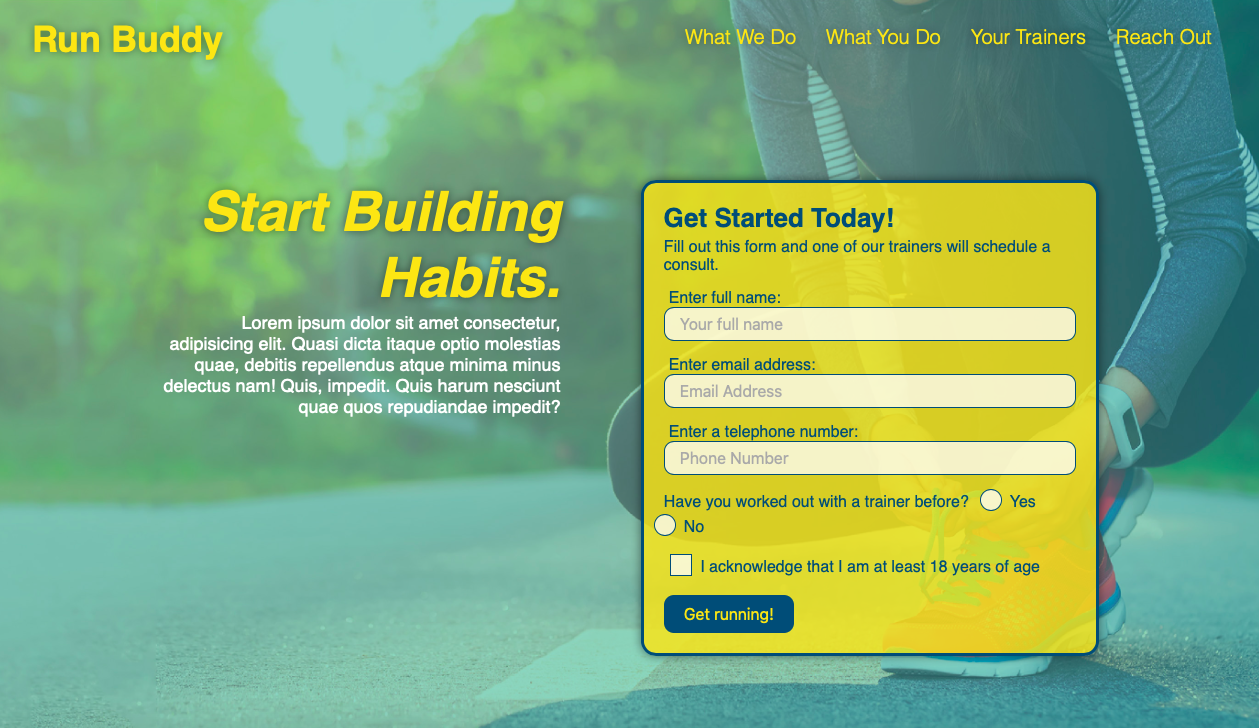 Run Buddy
What We Do What You Do Your Trainers Reach Out
Start Building
Habits.
Lorem ipsum dolor sit amet consectetur,
adipisicing elit. Quasi dicta itaque optio molestias
quae, debitis repellendus atque minima minus
delectus nam! Quis, impedit. Quis harum nesciunt
quae quos repudiandae impedit?
Get Started Today!
Fill out this form and one of our trainers will schedule a
consult.
Enter full name:
Your full name
Enter email address:
Email Address
Enter a telephone number:
Phone Number
Have you worked out with a trainer before? Yes
No
I acknowledge that I am at least 18 years of age
Get running!